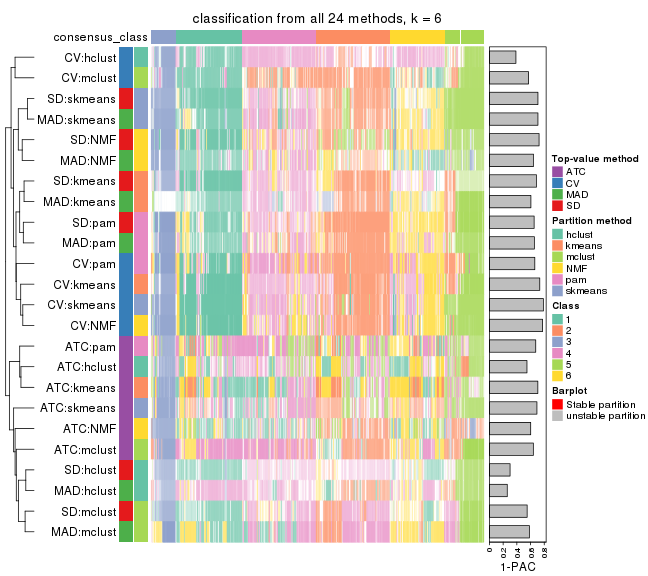 classification from all 24 methods, k = 6
consensus_class
CV:hclust
CV:mclust
SD:skmeans
MAD:skmeans
SD:NMF
MAD:NMF
SD:kmeans
MAD:kmeans
SD:pam
MAD:pam
CV:pam
CV:kmeans
CV:skmeans
CV:NMF
ATC:pam
ATC:hclust
ATC:kmeans
ATC:skmeans
ATC:NMF
ATC:mclust
SD:hclust
MAD:hclust
SD:mclust
MAD:mclust
0
0.2
0.4
0.6
0.8
1-PAC
Top-value method
ATC
CV
MAD
SD
Partition method
hclust
kmeans
mclust
NMF
pam
skmeans
Class
1
2
3
4
5
6
Barplot
Stable partition
unstable partition